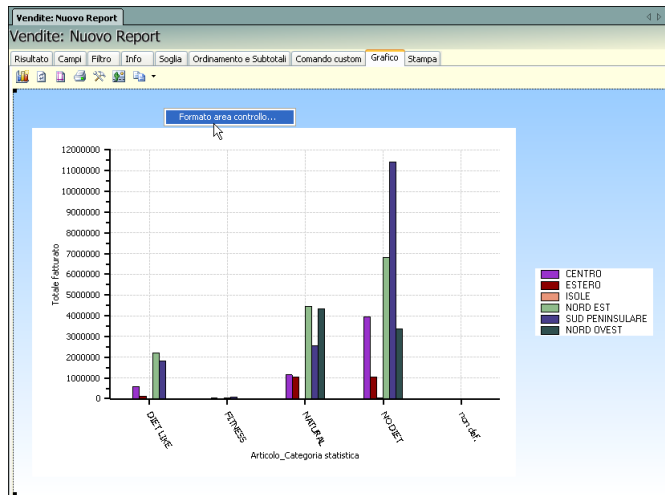 Vendite: Nuovo Report
Vendite: Nuovo Report
Risultato Campi Filtro Info Soglia Ordinamento e Subtotali Comando custom Grafico Stampa
Formato area controllo...
12000000
11000000
10000000
9000000
8000000
7000000
6000000
5000000
4000000
3000000
2000000
1000000
0
Totale fatturato
DIET LIKE
FITNESS
NATURAL
NO DIET
non def.
Articolo_Categoria statistica
CENTRO
ESTERO
ISOLE
NORD EST
SUD PENINSULARE
NORD OVEST